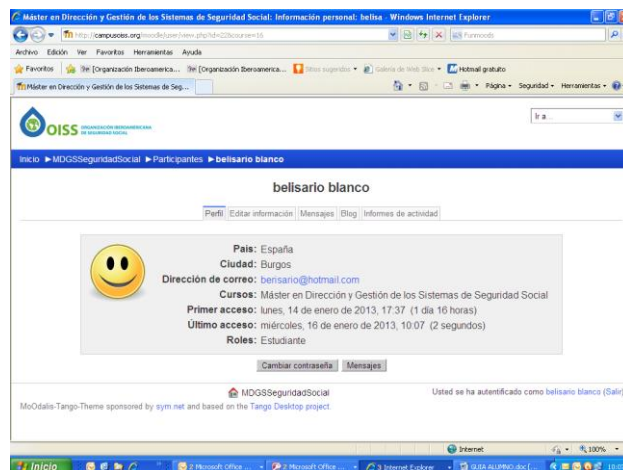 Máster en Dirección y Gestión de los Sistemas de Seguridad Social: Información personal: belisa - Windows Internet Explorer
http://campusoiss.org/moodle/user/view.php?id=22&course=16
Funmoods
Archivo Edición Ver Favoritos Herramientas Ayuda
Favoritos [Organización Iberoamerica... [Organización Iberoamerica... Sitios sugeridos Galería de Web Slice Hotmail gratuito
Máster en Dirección y Gestión de los Sistemas de Seg...
Página Seguridad Herramientas
OISS ORGANIZACIÓN IBEROAMERICANA DE SEGURIDAD SOCIAL
Ir a
Inicio ► MDGSSeguridadSocial ► Participantes ► belisario blanco
belisario blanco
Perfil Editar información Mensajes Blog Informes de actividad
País: España
Ciudad: Burgos
Dirección de correo: berisario@hotmail.com
Cursos: Máster en Dirección y Gestión de los Sistemas de Seguridad Social
Primer acceso: lunes, 14 de enero de 2013, 17:37 (1 día 16 horas)
Último acceso: miércoles, 16 de enero de 2013, 10:07 (2 segundos)
Roles: Estudiante
Cambiar contraseña Mensajes
MDGSSeguridadSocial
Usted se ha autentificado como belisario blanco (Salir)
MoOdalis-Tango-Theme sponsored by sym.net and based on the Tango Desktop project.
Internet 100%
Inicio 2 Microsoft Office ... 2 Microsoft Office ... 3 Internet Explorer GUIA ALUMNO.doc [...